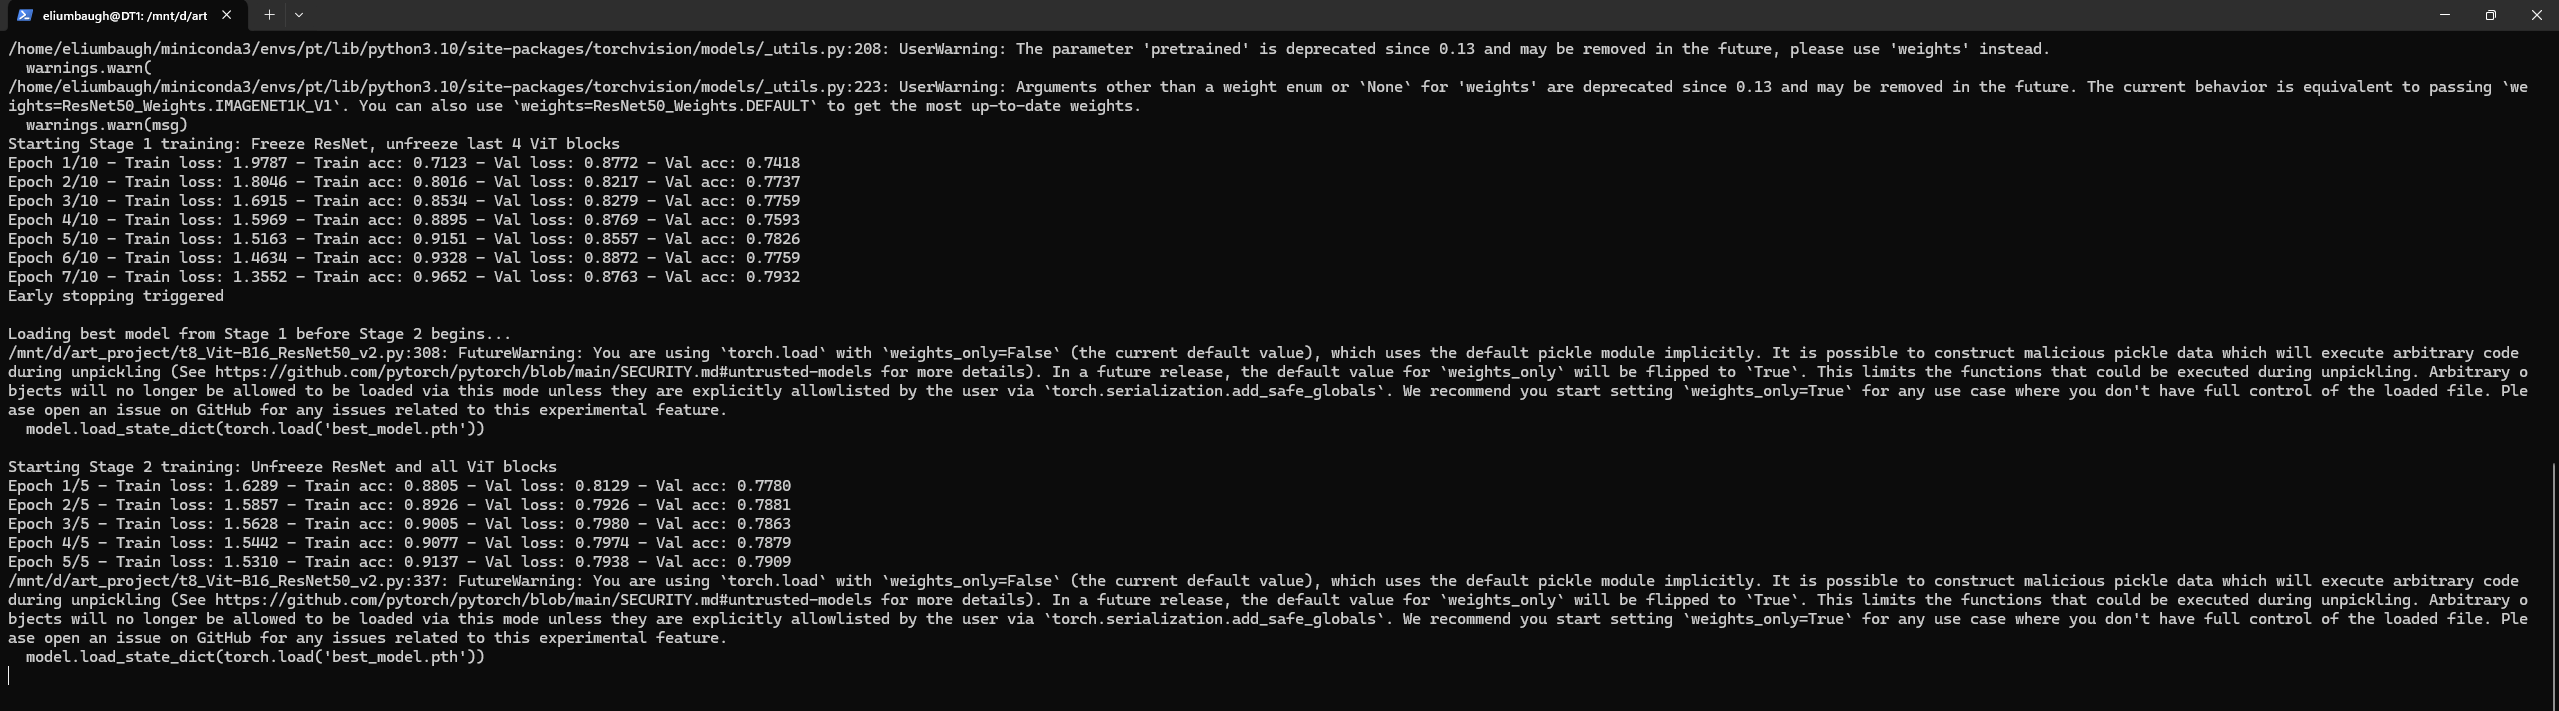 eliumbaugh@DT1: /mnt/d/art
/home/eliumbaugh/miniconda3/envs/pt/lib/python3.10/site-packages/torchvision/models/_utils.py:208: UserWarning: The parameter 'pretrained' is deprecated since 0.13 and may be removed in the future, please use 'weights' instead.
  warnings.warn(
/home/eliumbaugh/miniconda3/envs/pt/lib/python3.10/site-packages/torchvision/models/_utils.py:223: UserWarning: Arguments other than a weight enum or `None` for 'weights' are deprecated since 0.13 and may be removed in the future. The current behavior is equivalent to passing `we
ights=ResNet50_Weights.IMAGENET1K_V1`. You can also use `weights=ResNet50_Weights.DEFAULT` to get the most up-to-date weights.
  warnings.warn(msg)
Starting Stage 1 training: Freeze ResNet, unfreeze last 4 ViT blocks
Epoch 1/10 - Train loss: 1.9787 - Train acc: 0.7123 - Val loss: 0.8772 - Val acc: 0.7418
Epoch 2/10 - Train loss: 1.8046 - Train acc: 0.8016 - Val loss: 0.8217 - Val acc: 0.7737
Epoch 3/10 - Train loss: 1.6915 - Train acc: 0.8534 - Val loss: 0.8279 - Val acc: 0.7759
Epoch 4/10 - Train loss: 1.5969 - Train acc: 0.8895 - Val loss: 0.8769 - Val acc: 0.7593
Epoch 5/10 - Train loss: 1.5163 - Train acc: 0.9151 - Val loss: 0.8557 - Val acc: 0.7826
Epoch 6/10 - Train loss: 1.4634 - Train acc: 0.9328 - Val loss: 0.8872 - Val acc: 0.7759
Epoch 7/10 - Train loss: 1.3552 - Train acc: 0.9652 - Val loss: 0.8763 - Val acc: 0.7932
Early stopping triggered
Loading best model from Stage 1 before Stage 2 begins...
/mnt/d/art_project/t8_Vit-B16_ResNet50_v2.py:308: FutureWarning: You are using `torch.load` with `weights_only=False` (the current default value), which uses the default pickle module implicitly. It is possible to construct malicious pickle data which will execute arbitrary code
during unpickling (See https://github.com/pytorch/pytorch/blob/main/SECURITY.md#untrusted-models for more details). In a future release, the default value for `weights_only` will be flipped to `True`. This limits the functions that could be executed during unpickling. Arbitrary o
bjects will no longer be allowed to be loaded via this mode unless they are explicitly allowlisted by the user via `torch.serialization.add_safe_globals`. We recommend you start setting `weights_only=True` for any use case where you don't have full control of the loaded file. Ple
ase open an issue on GitHub for any issues related to this experimental feature.
  model.load_state_dict(torch.load('best_model.pth'))
Starting Stage 2 training: Unfreeze ResNet and all ViT blocks
Epoch 1/5 - Train loss: 1.6289 - Train acc: 0.8805 - Val loss: 0.8129 - Val acc: 0.7780
Epoch 2/5 - Train loss: 1.5857 - Train acc: 0.8926 - Val loss: 0.7926 - Val acc: 0.7881
Epoch 3/5 - Train loss: 1.5628 - Train acc: 0.9005 - Val loss: 0.7980 - Val acc: 0.7863
Epoch 4/5 - Train loss: 1.5442 - Train acc: 0.9077 - Val loss: 0.7974 - Val acc: 0.7879
Epoch 5/5 - Train loss: 1.5310 - Train acc: 0.9137 - Val loss: 0.7938 - Val acc: 0.7909
/mnt/d/art_project/t8_Vit-B16_ResNet50_v2.py:337: FutureWarning: You are using `torch.load` with `weights_only=False` (the current default value), which uses the default pickle module implicitly. It is possible to construct malicious pickle data which will execute arbitrary code
during unpickling (See https://github.com/pytorch/pytorch/blob/main/SECURITY.md#untrusted-models for more details). In a future release, the default value for `weights_only` will be flipped to `True`. This limits the functions that could be executed during unpickling. Arbitrary o
bjects will no longer be allowed to be loaded via this mode unless they are explicitly allowlisted by the user via `torch.serialization.add_safe_globals`. We recommend you start setting `weights_only=True` for any use case where you don't have full control of the loaded file. Ple
ase open an issue on GitHub for any issues related to this experimental feature.
  model.load_state_dict(torch.load('best_model.pth'))